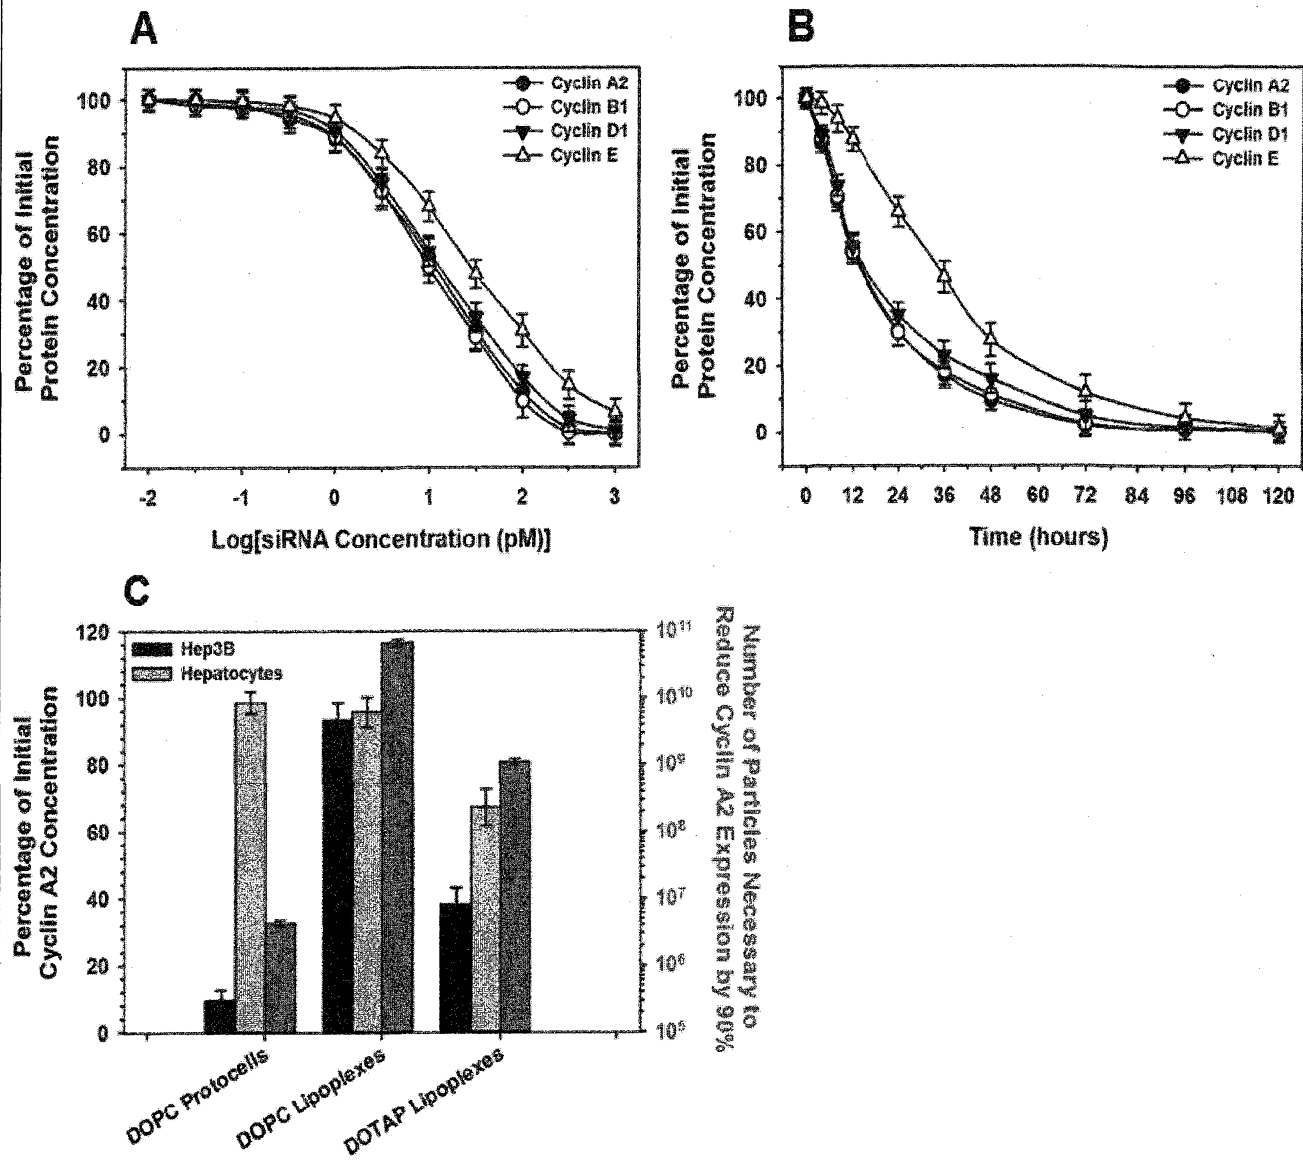 A
Cyclin A2
Cyclin B1
Cyclin D1
Cyclin E
100
80
60
40
20
0
Percentage of Initial
Protein Concentration
-2 -1 0 1 2 3
Log[siRNA Concentration (pM)]
B
Cyclin A2
Cyclin B1
Cyclin D1
Cyclin E
100
80
60
40
20
0
Percentage of Initial
Protein Concentration
0 12 24 36 48 60 72 84 96 108 120
Time (hours)
C
Hep3B
Hepatocytes
120
100
80
60
40
20
0
Percentage of Initial
Cyclin A2 Concentration
10¹¹
10¹⁰
10⁹
10⁸
10⁷
10⁶
10⁵
Number of Particles Necessary to
Reduce Cyclin A2 Expression by 90%
DOPC Protocells
DOPC Lipoplexes
DOTAP Lipoplexes